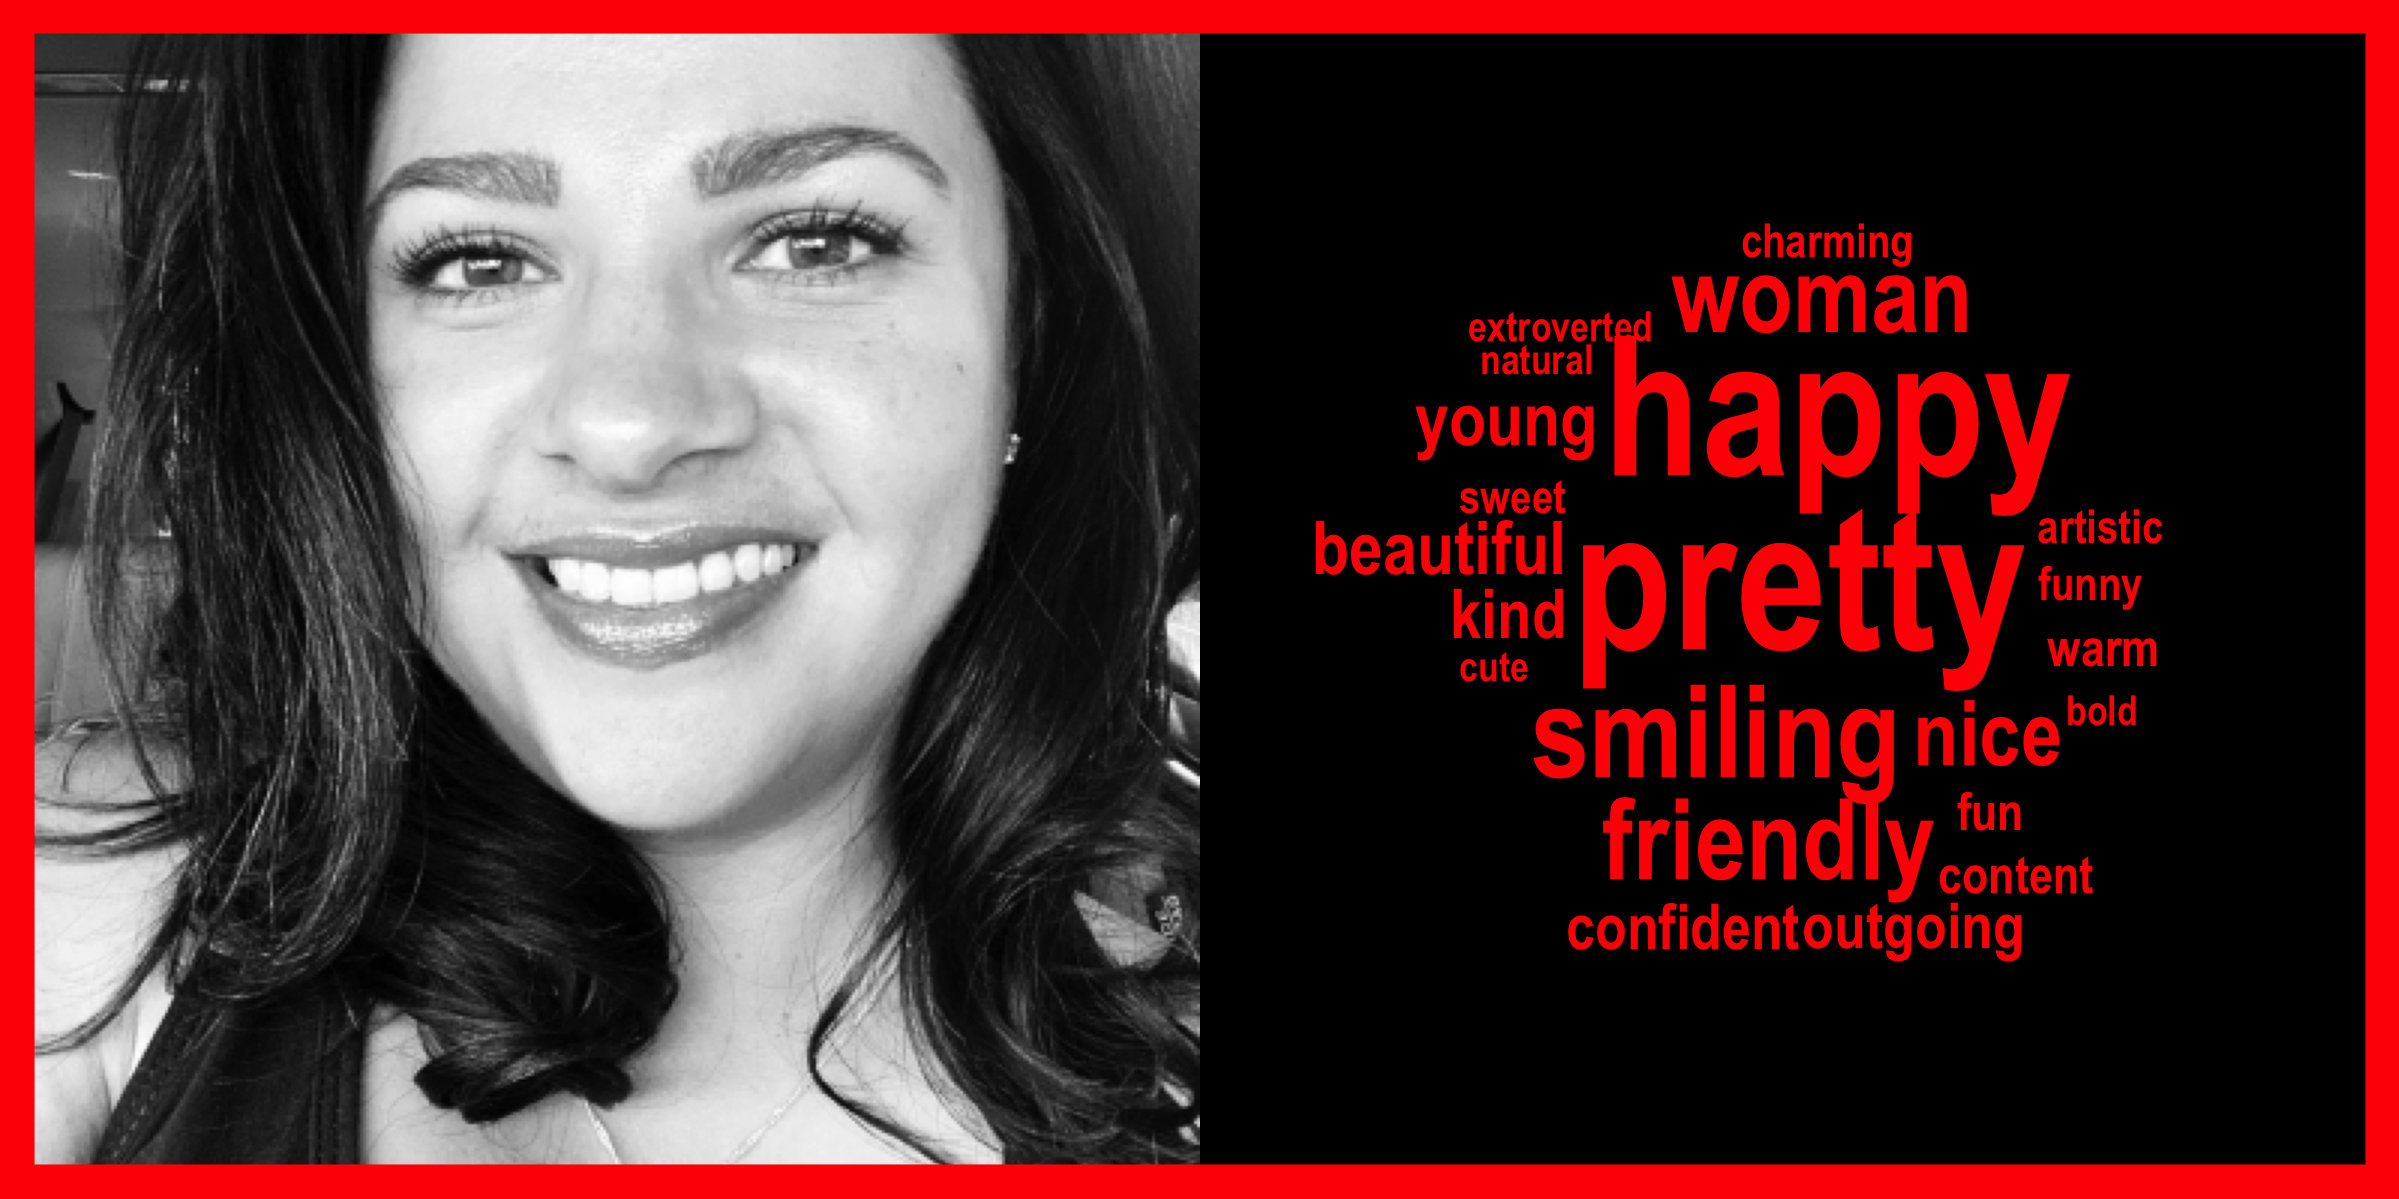 charming
woman
extroverted
natural
happy
young
sweet
beautiful
pretty
artistic
funny
kind
warm
cute
smiling
nice
bold
friendly
fun
content
confident
outgoing